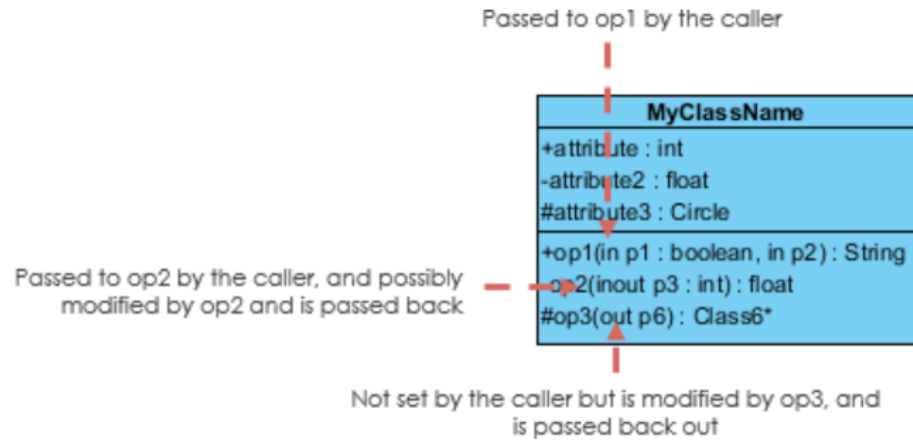 Passed to op1 by the caller
MyClassName
+attribute : int
-attribute2 : float
#attribute3 : Circle
+op1(in p1 : boolean, in p2) : String
Passed to op2 by the caller, and possibly
modified by op2 and is passed back
op2(inout p3 : int) : float
#op3(out p6) : Class6*
Not set by the caller but is modified by op3, and
is passed back out